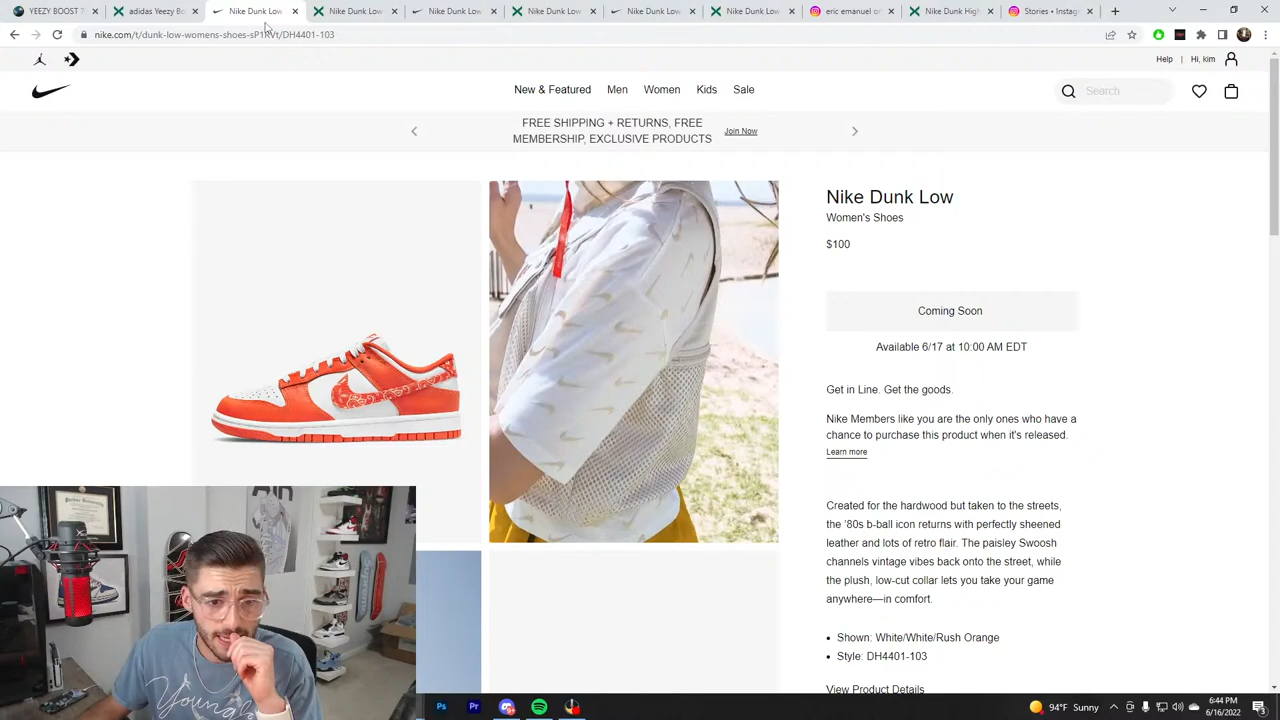 YEEZY BOOST 7
adidas Yeezy Bo
Nike Dunk Low
Nike Dunk Low
Nike Dunk Low
Nike Dunk Low
Nike Dunk Low
Nike Dunk Low
eric emanuel on
Nike Dunk High
Stories • Instag
nike.com/t/dunk-low-womens-shoes-sP1RVt/DH4401-103
Help | Hi, kim
New & Featured Men Women Kids Sale
Search
FREE SHIPPING + RETURNS, FREE
MEMBERSHIP, EXCLUSIVE PRODUCTS
Join Now
Nike Dunk Low
Women's Shoes
$100
Coming Soon
Available 6/17 at 10:00 AM EDT
Get in Line. Get the goods.
Nike Members like you are the only ones who have a
chance to purchase this product when it's released.
Learn more
Created for the hardwood but taken to the streets,
the '80s b-ball icon returns with perfectly sheened
leather and lots of retro flair. The paisley Swoosh
channels vintage vibes back onto the street, while
the plush, low-cut collar lets you take your game
anywhere—in comfort.
• Shown: White/White/Rush Orange
• Style: DH4401-103
View Product Details
Ps
Pr
94°F Sunny
6:44 PM
6/16/2022